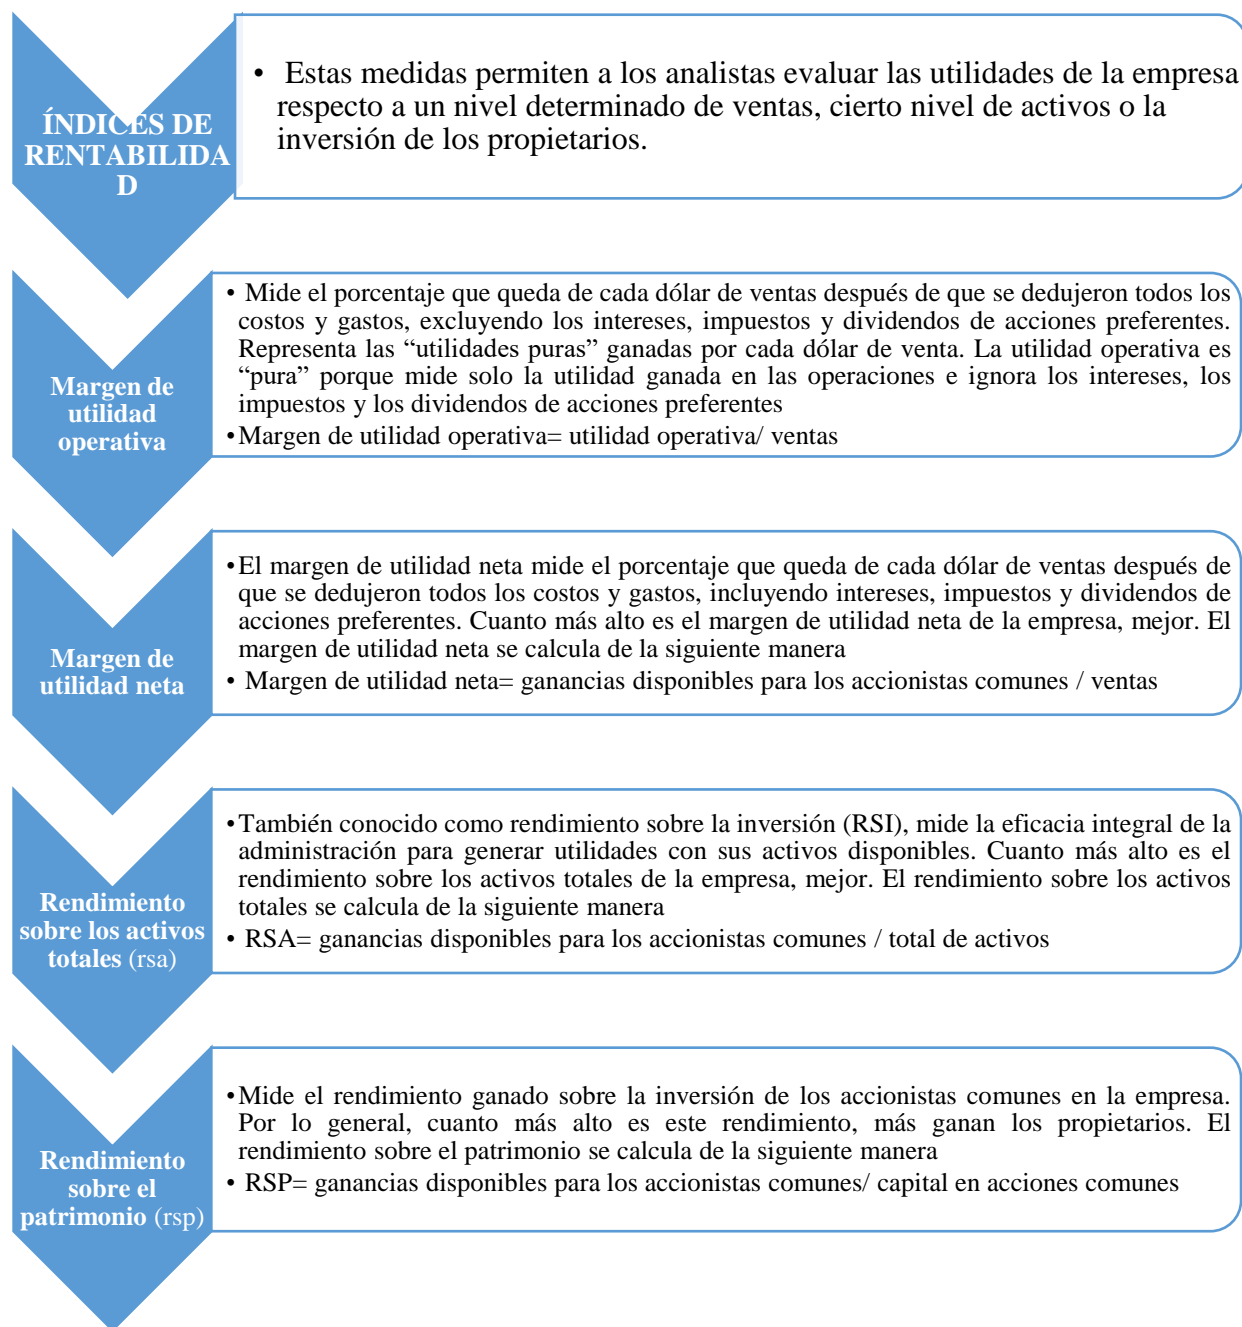 ÍNDICES DE
RENTABILIDA
D
• Estas medidas permiten a los analistas evaluar las utilidades de la empresa
respecto a un nivel determinado de ventas, cierto nivel de activos o la
inversión de los propietarios.
Margen de
utilidad
operativa
• Mide el porcentaje que queda de cada dólar de ventas después de que se dedujeron todos los
costos y gastos, excluyendo los intereses, impuestos y dividendos de acciones preferentes.
Representa las “utilidades puras” ganadas por cada dólar de venta. La utilidad operativa es
“pura” porque mide solo la utilidad ganada en las operaciones e ignora los intereses, los
impuestos y los dividendos de acciones preferentes
•Margen de utilidad operativa= utilidad operativa/ ventas
Margen de
utilidad neta
•El margen de utilidad neta mide el porcentaje que queda de cada dólar de ventas después de
que se dedujeron todos los costos y gastos, incluyendo intereses, impuestos y dividendos de
acciones preferentes. Cuanto más alto es el margen de utilidad neta de la empresa, mejor. El
margen de utilidad neta se calcula de la siguiente manera
• Margen de utilidad neta= ganancias disponibles para los accionistas comunes / ventas
Rendimiento
sobre los activos
totales (rsa)
•También conocido como rendimiento sobre la inversión (RSI), mide la eficacia integral de la
administración para generar utilidades con sus activos disponibles. Cuanto más alto es el
rendimiento sobre los activos totales de la empresa, mejor. El rendimiento sobre los activos
totales se calcula de la siguiente manera
• RSA= ganancias disponibles para los accionistas comunes / total de activos
Rendimiento
sobre el
patrimonio (rsp)
•Mide el rendimiento ganado sobre la inversión de los accionistas comunes en la empresa.
Por lo general, cuanto más alto es este rendimiento, más ganan los propietarios. El
rendimiento sobre el patrimonio se calcula de la siguiente manera
• RSP= ganancias disponibles para los accionistas comunes/ capital en acciones comunes